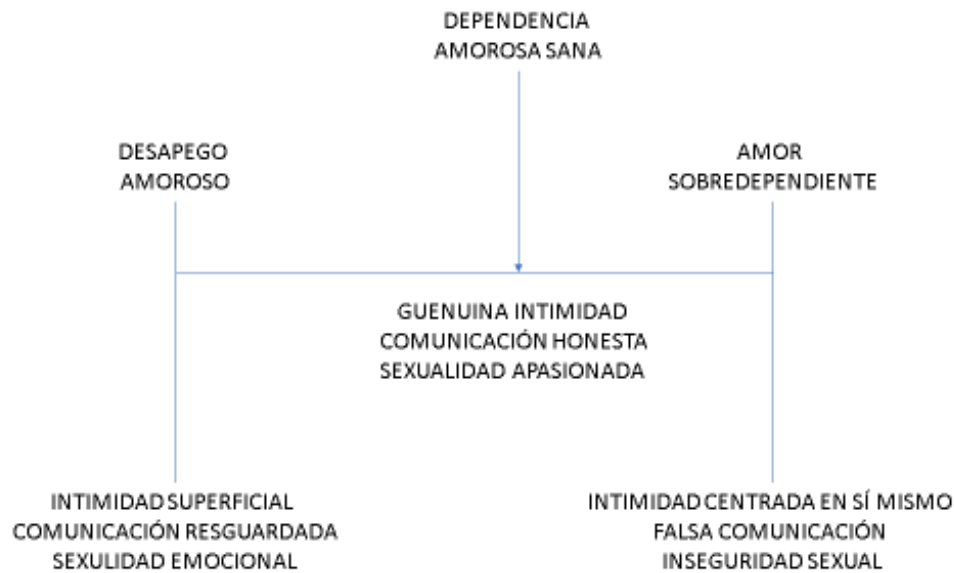 DEPENDENCIA
AMOROSA SANA
DESAPEGO
AMOROSO
AMOR
SOBREDEPENDIENTE
GUENUINA INTIMIDAD
COMUNICACIÓN HONESTA
SEXUALIDAD APASIONADA
INTIMIDAD SUPERFICIAL
COMUNICACIÓN RESGUARDADA
SEXULIDAD EMOCIONAL
INTIMIDAD CENTRADA EN SÍ MISMO
FALSA COMUNICACIÓN
INSEGURIDAD SEXUAL